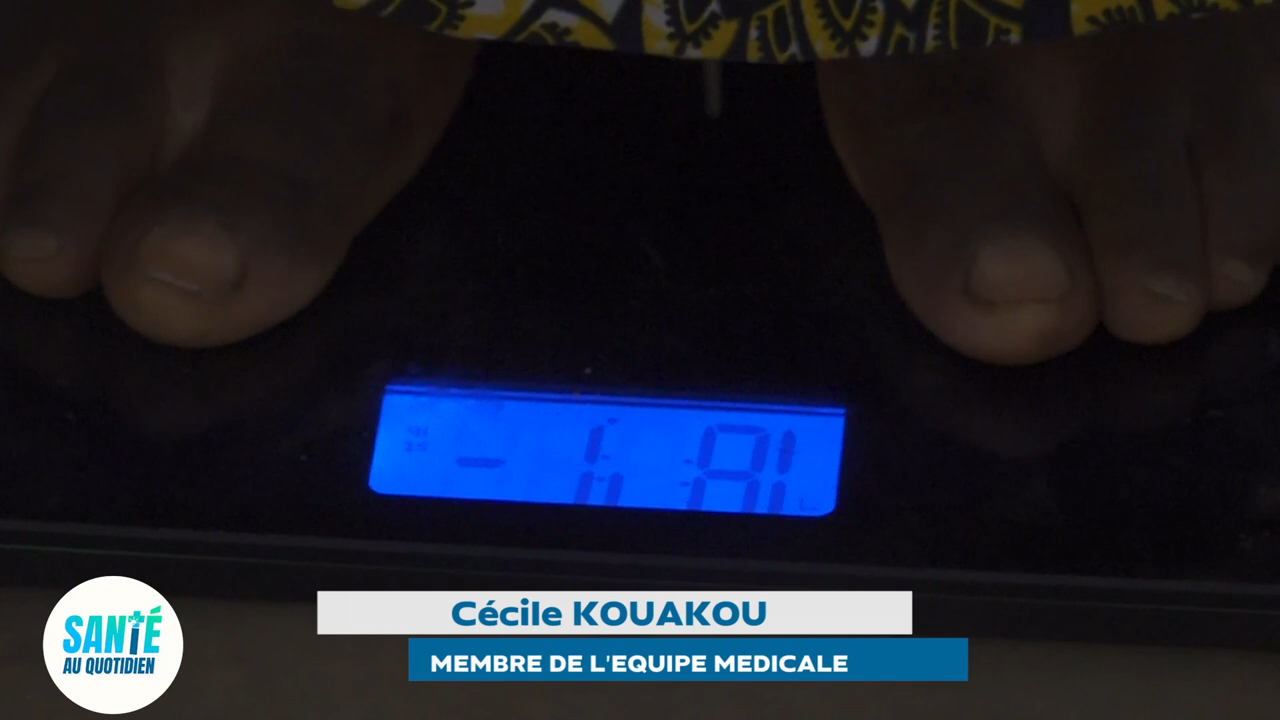 Cécile KOUAKOU
MEMBRE DE L'EQUIPE MEDICALE
SANTÉ
AU QUOTIDIEN